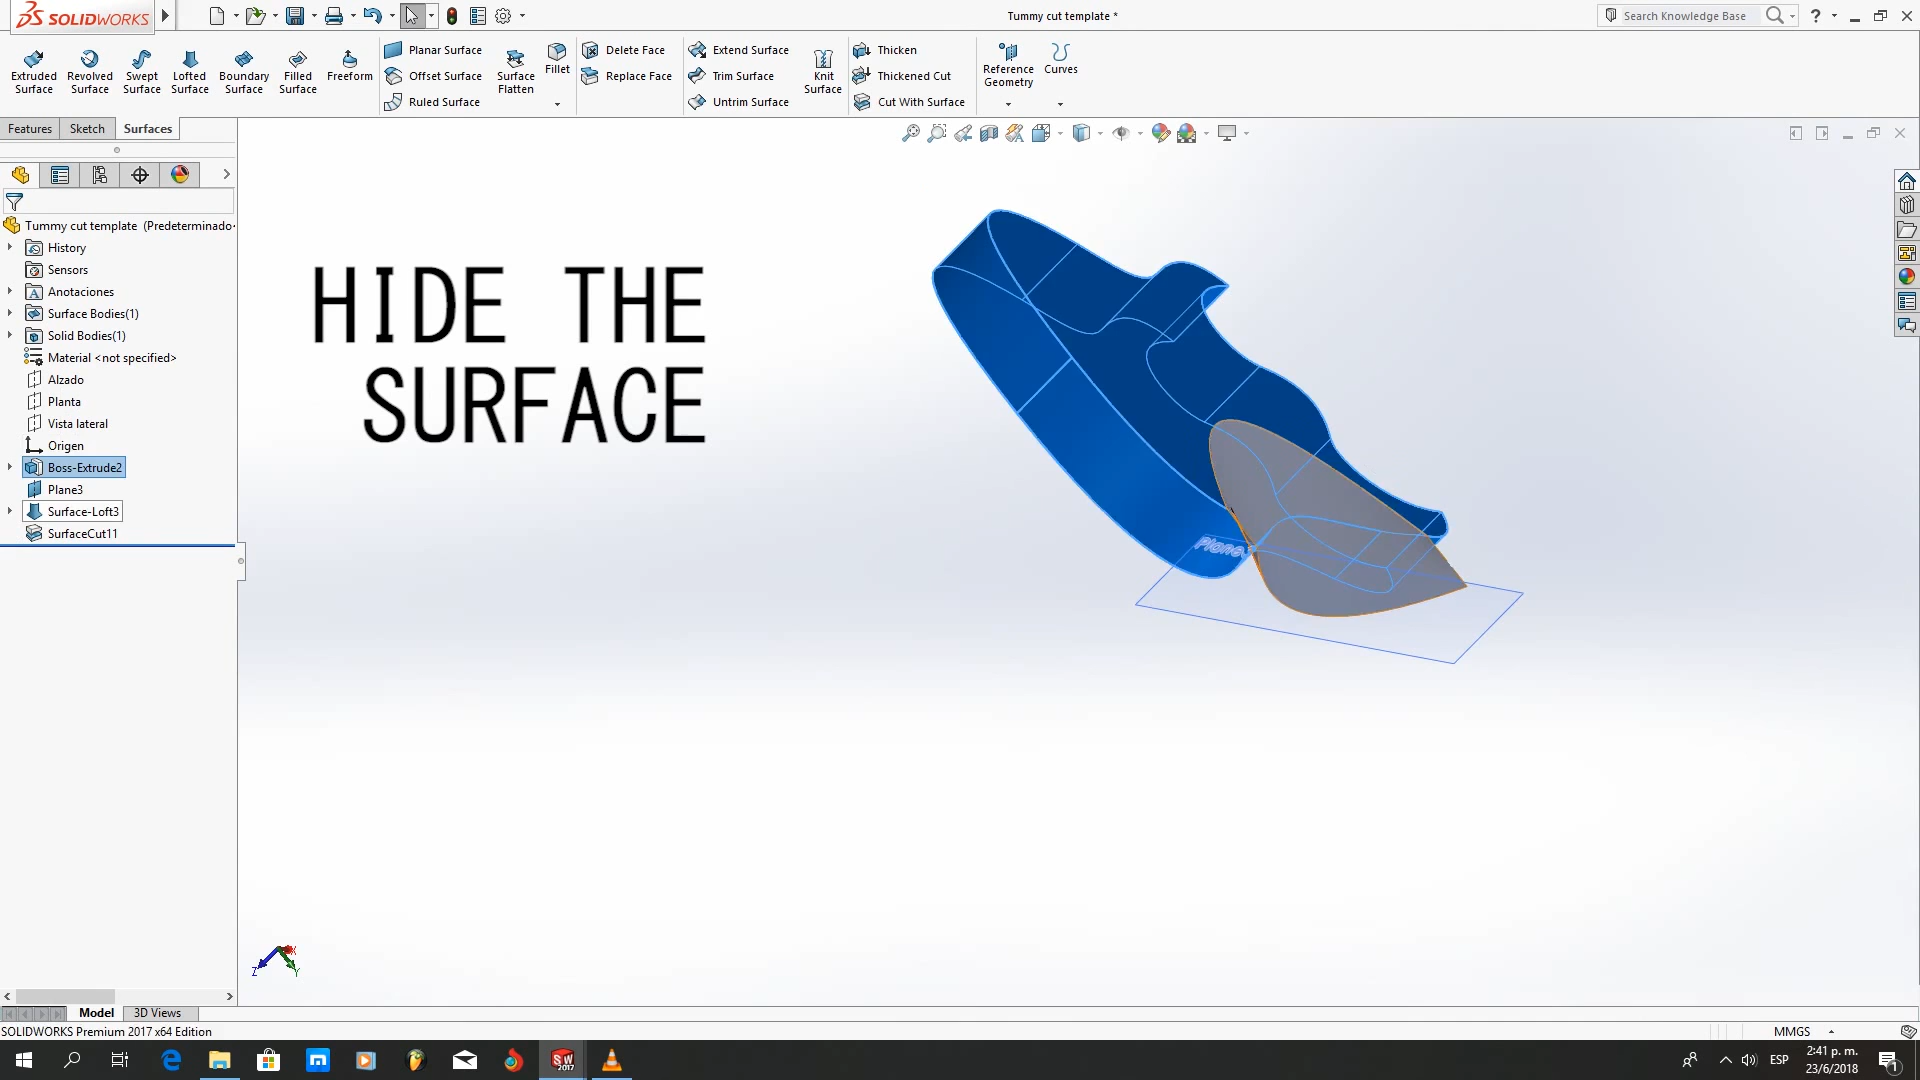 SOLIDWORKS
Tummy cut template *
Search Knowledge Base
?
Extruded Surface
Revolved Surface
Swept Surface
Lofted Surface
Boundary Surface
Filled Surface
Freeform
Planar Surface
Offset Surface
Ruled Surface
Surface Flatten
Fillet
Delete Face
Replace Face
Extend Surface
Trim Surface
Untrim Surface
Knit Surface
Thicken
Thickened Cut
Cut With Surface
Reference Geometry
Curves
Features
Sketch
Surfaces
Tummy cut template (Predeterminado
History
Sensors
Anotaciones
Surface Bodies(1)
Solid Bodies(1)
Material <not specified>
Alzado
Planta
Vista lateral
Origen
Boss-Extrude2
Plane3
Surface-Loft3
SurfaceCut11
HIDE THE
SURFACE
Z
X
Y
Model
3D Views
SOLIDWORKS Premium 2017 x64 Edition
MMGS
SW
2017
ESP
2:41 p. m.
23/6/2018
1